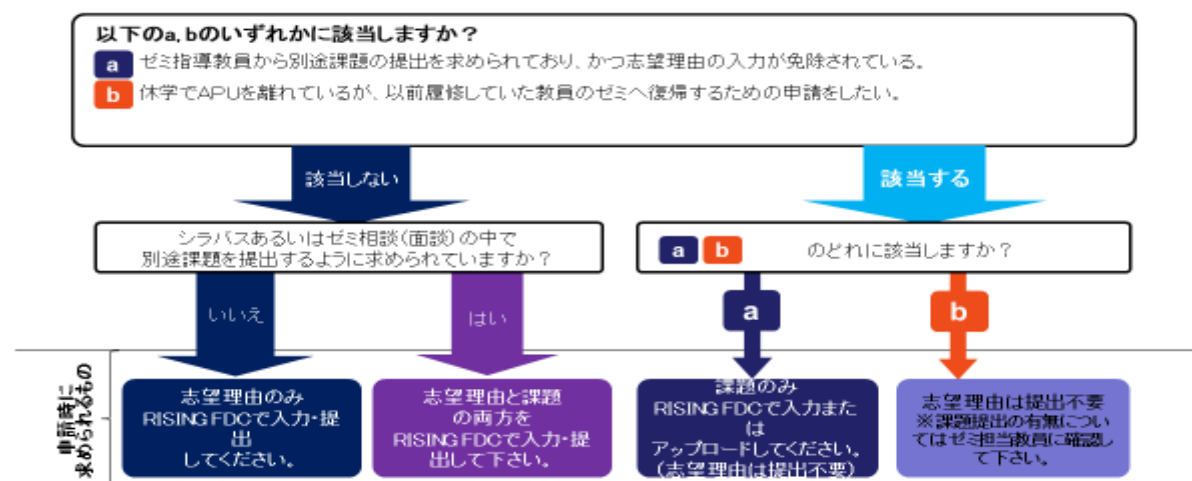 以下のa,bのいずれかに該当しますか？
a ゼミ指導教員から別途課題の提出を求められており、かつ志望理由の入力が免除されている。
b 休学でAPUを離れているが、以前履修していた教員のゼミへ復帰するための申請をしたい。
該当しない
該当する
シラバスあるいはゼミ相談(面談)の中で
別途課題を提出するように求められていますか？
a b のどれに該当しますか？
いいえ
はい
a
b
申請時に
求められるもの
志望理由のみ
RISING FDCで入力・提
出
してください。
志望理由と課題
の両方を
RISING FDCで入力・提
出して下さい。
課題のみ
RISING FDCで入力また
は
アップロードしてください。
(志望理由は提出不要)
志望理由は提出不要
※課題提出の有無につい
てはゼミ担当教員に確認し
て下さい。